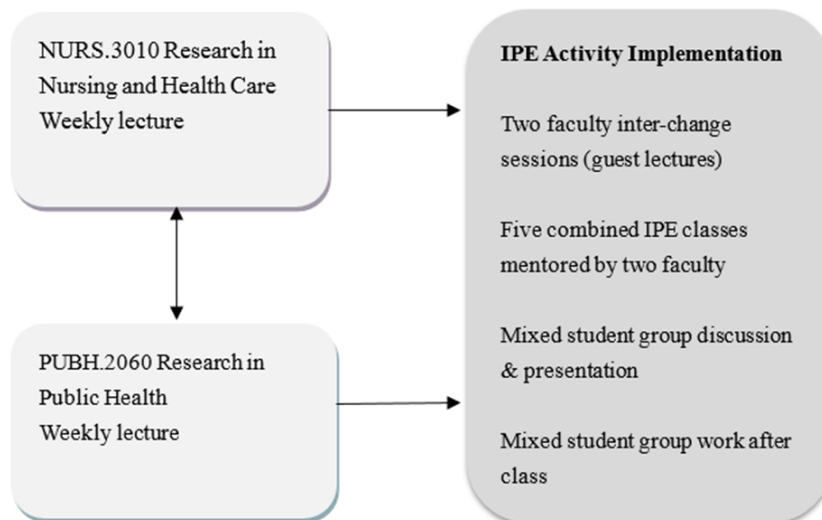 NURS.3010 Research in
Nursing and Health Care
Weekly lecture
PUBH.2060 Research in
Public Health
Weekly lecture
IPE Activity Implementation
Two faculty inter-change
sessions (guest lectures)
Five combined IPE classes
mentored by two faculty
Mixed student group discussion
& presentation
Mixed student group work after
class